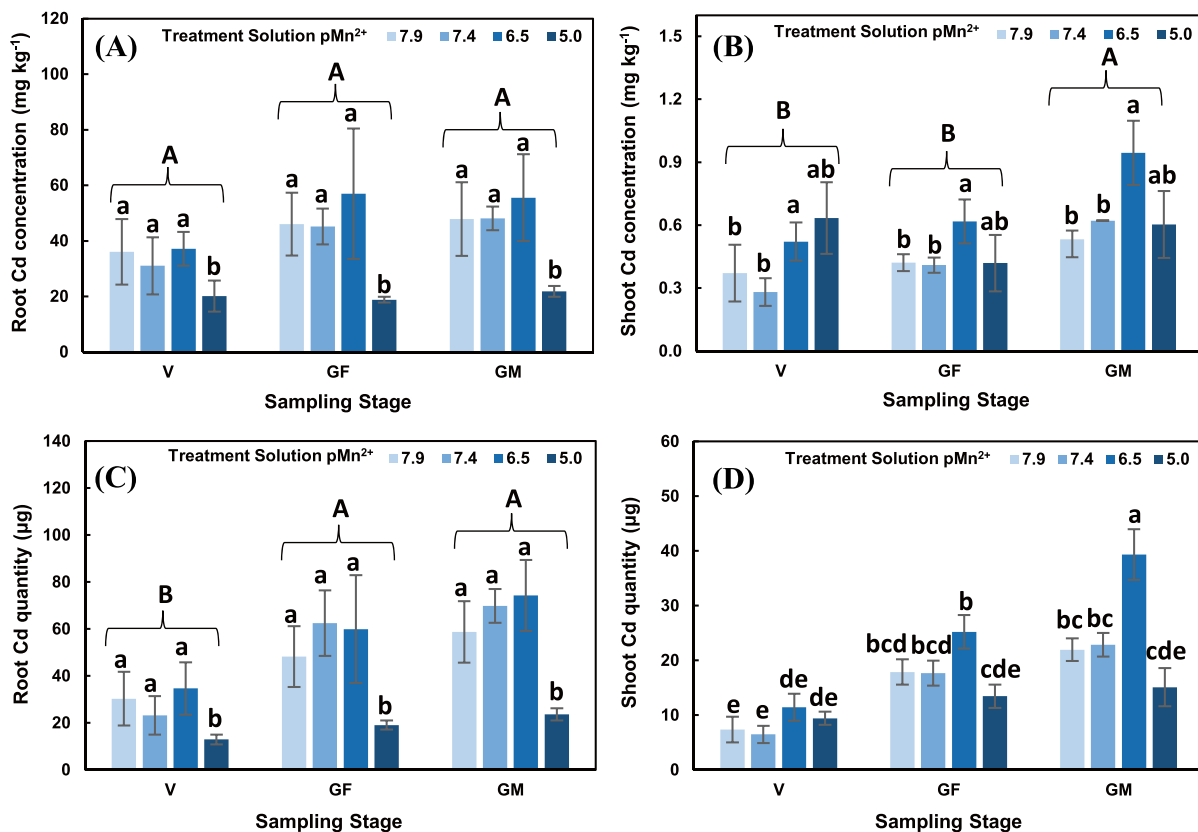 (A)
Treatment Solution pMn²⁺ 7.9 7.4 6.5 5.0
Root Cd concentration (mg kg⁻¹)
120
100
80
60
40
20
0
A
A
A
a a a b
a a a b
a a a b
V GF GM
Sampling Stage
(B)
Treatment Solution pMn²⁺ 7.9 7.4 6.5 5.0
Shoot Cd concentration (mg kg⁻¹)
1.5
1.2
0.9
0.6
0.3
0.0
B
B
A
b b a ab
b b a ab
b b a ab
V GF GM
Sampling Stage
(C)
Treatment Solution pMn²⁺ 7.9 7.4 6.5 5.0
Root Cd quantity (µg)
140
120
100
80
60
40
20
0
B
A
A
a a a b
a a a b
a a a b
V GF GM
Sampling Stage
(D)
Treatment Solution pMn²⁺ 7.9 7.4 6.5 5.0
Shoot Cd quantity (µg)
60
50
40
30
20
10
0
e e de de
bcd bcd b cde
bc bc a cde
V GF GM
Sampling Stage